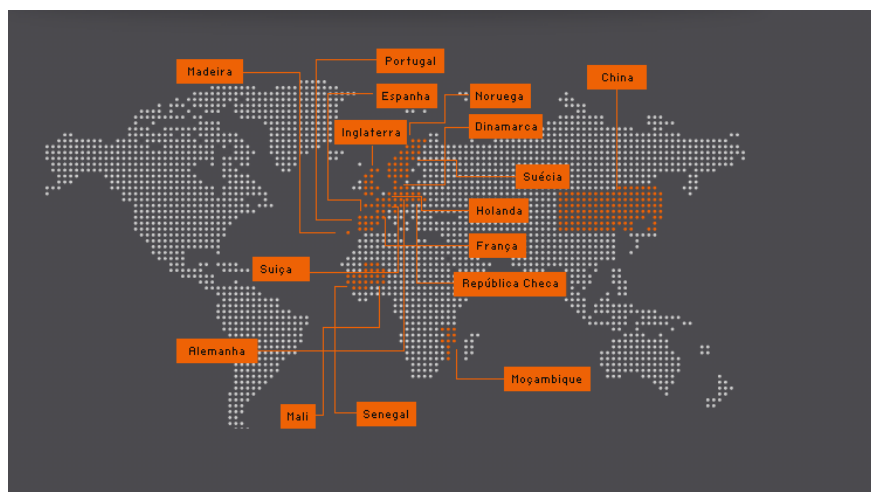 Portugal
Madeira
China
Espanha
Noruega
Inglaterra
Dinamarca
Suécia
Holanda
França
Suiça
República Checa
Alemanha
Moçambique
Mali
Senegal